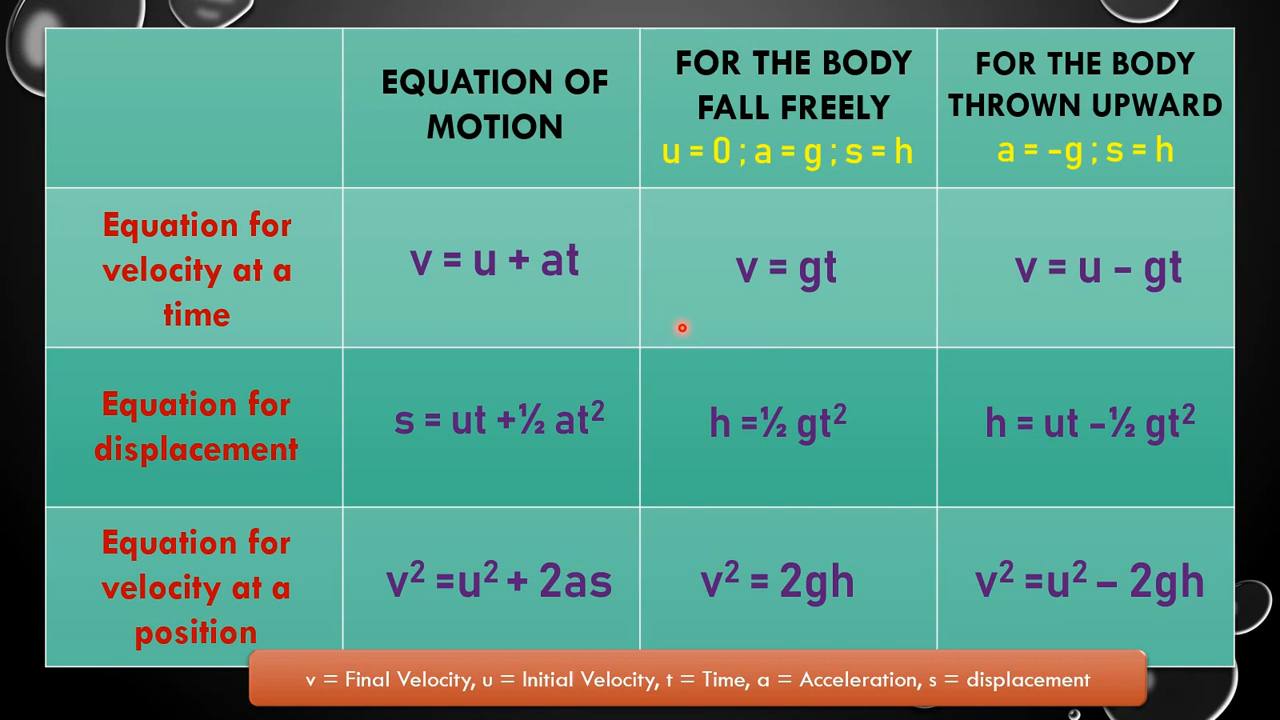 EQUATION OF
MOTION
FOR THE BODY
FALL FREELY
u = 0 ; a = g ; s = h
FOR THE BODY
THROWN UPWARD
a = -g ; s = h
Equation for
velocity at a
time
v = u + at
v = gt
v = u – gt
Equation for
displacement
s = ut +½ at²
h =½ gt²
h = ut –½ gt²
Equation for
velocity at a
position
v² =u² + 2as
v² = 2gh
v² =u² – 2gh
v = Final Velocity, u = Initial Velocity, t = Time, a = Acceleration, s = displacement